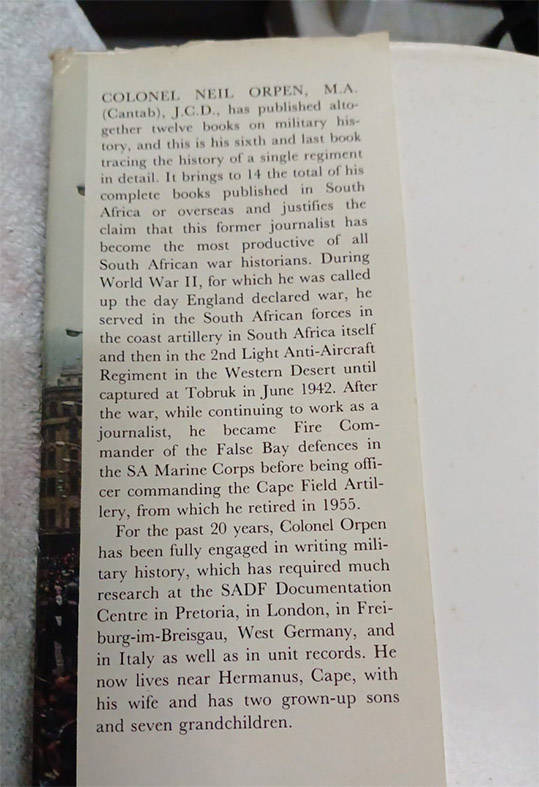 COLONEL NEIL ORPEN, M.A.
(Cantab), J.C.D., has published alto-
gether twelve books on military his-
tory, and this is his sixth and last book
tracing the history of a single regiment
in detail. It brings to 14 the total of his
complete books published in South
Africa or overseas and justifies the
claim that this former journalist has
become the most productive of all
South African war historians. During
World War II, for which he was called
up the day England declared war, he
served in the South African forces in
the coast artillery in South Africa itself
and then in the 2nd Light Anti-Aircraft
Regiment in the Western Desert until
captured at Tobruk in June 1942. After
the war, while continuing to work as a
journalist, he became Fire Com-
mander of the False Bay defences in
the SA Marine Corps before being offi-
cer commanding the Cape Field Artil-
lery, from which he retired in 1955.
For the past 20 years, Colonel Orpen
has been fully engaged in writing mili-
tary history, which has required much
research at the SADF Documentation
Centre in Pretoria, in London, in Frei-
burg-im-Breisgau, West Germany, and
in Italy as well as in unit records. He
now lives near Hermanus, Cape, with
his wife and has two grown-up sons
and seven grandchildren.